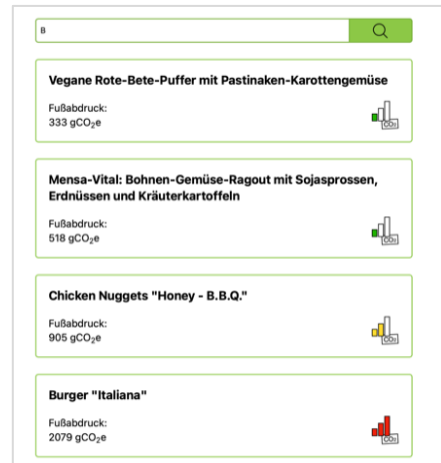 B
Vegane Rote-Bete-Puffer mit Pastinaken-Karottengemüse
Fußabdruck:
333 gCO₂e
CO₂
Mensa-Vital: Bohnen-Gemüse-Ragout mit Sojasprossen,
Erdnüssen und Kräuterkartoffeln
Fußabdruck:
518 gCO₂e
CO₂
Chicken Nuggets "Honey - B.B.Q."
Fußabdruck:
905 gCO₂e
CO₂
Burger "Italiana"
Fußabdruck:
2079 gCO₂e
CO₂